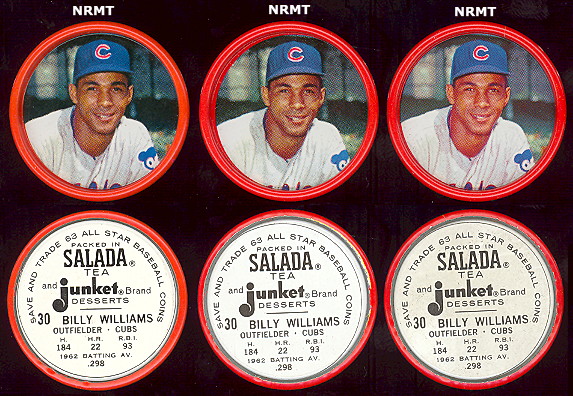 NRMT NRMT NRMT
C C C
SAVE AND TRADE 63 ALL STAR BASEBALL COINS
PACKED IN
SALADA®
TEA
and Junket® Brand
DESSERTS
30 BILLY WILLIAMS
OUTFIELDER · CUBS
H. H.R. R.B.I.
184 22 93
1962 BATTING AV.
.298
SAVE AND TRADE 63 ALL STAR BASEBALL COINS
PACKED IN
SALADA®
TEA
and Junket® Brand
DESSERTS
30 BILLY WILLIAMS
OUTFIELDER · CUBS
H. H.R. R.B.I.
184 22 93
1962 BATTING AV.
.298
SAVE AND TRADE 63 ALL STAR BASEBALL COINS
PACKED IN
SALADA®
TEA
and Junket® Brand
DESSERTS
30 BILLY WILLIAMS
OUTFIELDER · CUBS
H. H.R. R.B.I.
184 22 93
1962 BATTING AV.
.298